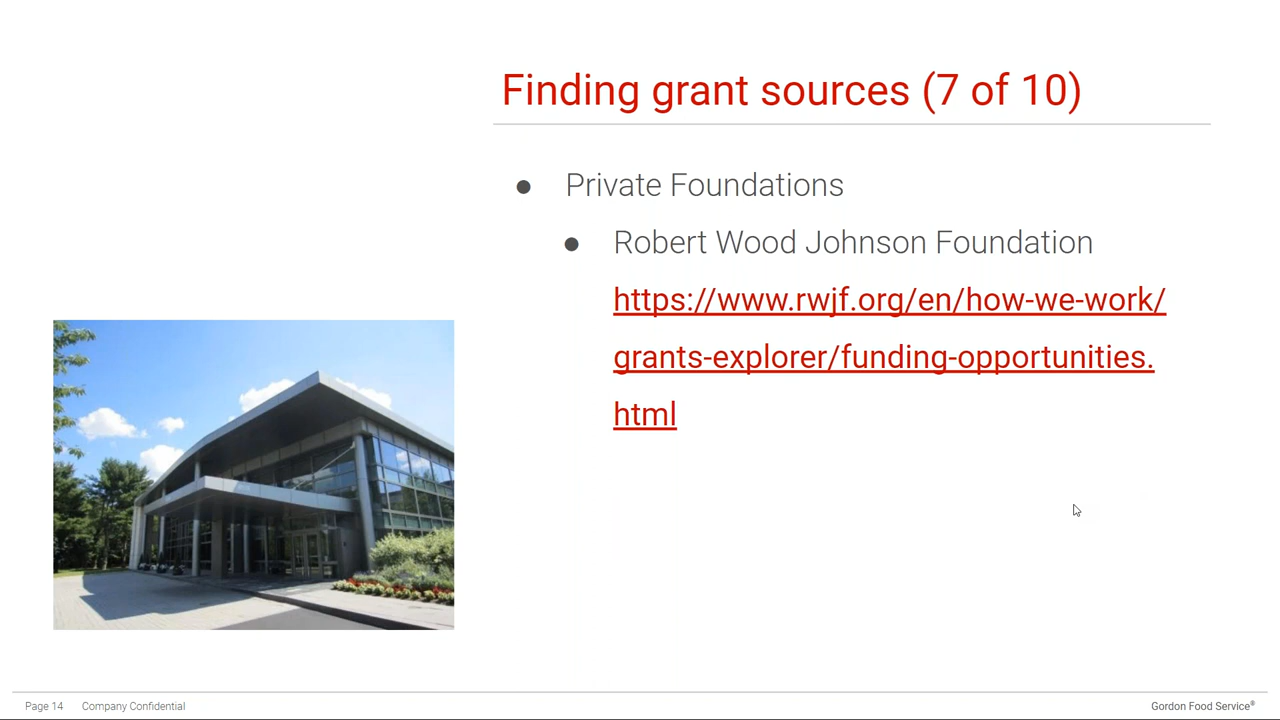 Finding grant sources (7 of 10)
● Private Foundations
● Robert Wood Johnson Foundation
https://www.rwjf.org/en/how-we-work/
grants-explorer/funding-opportunities.
html
Page 14 Company Confidential
Gordon Food Service®